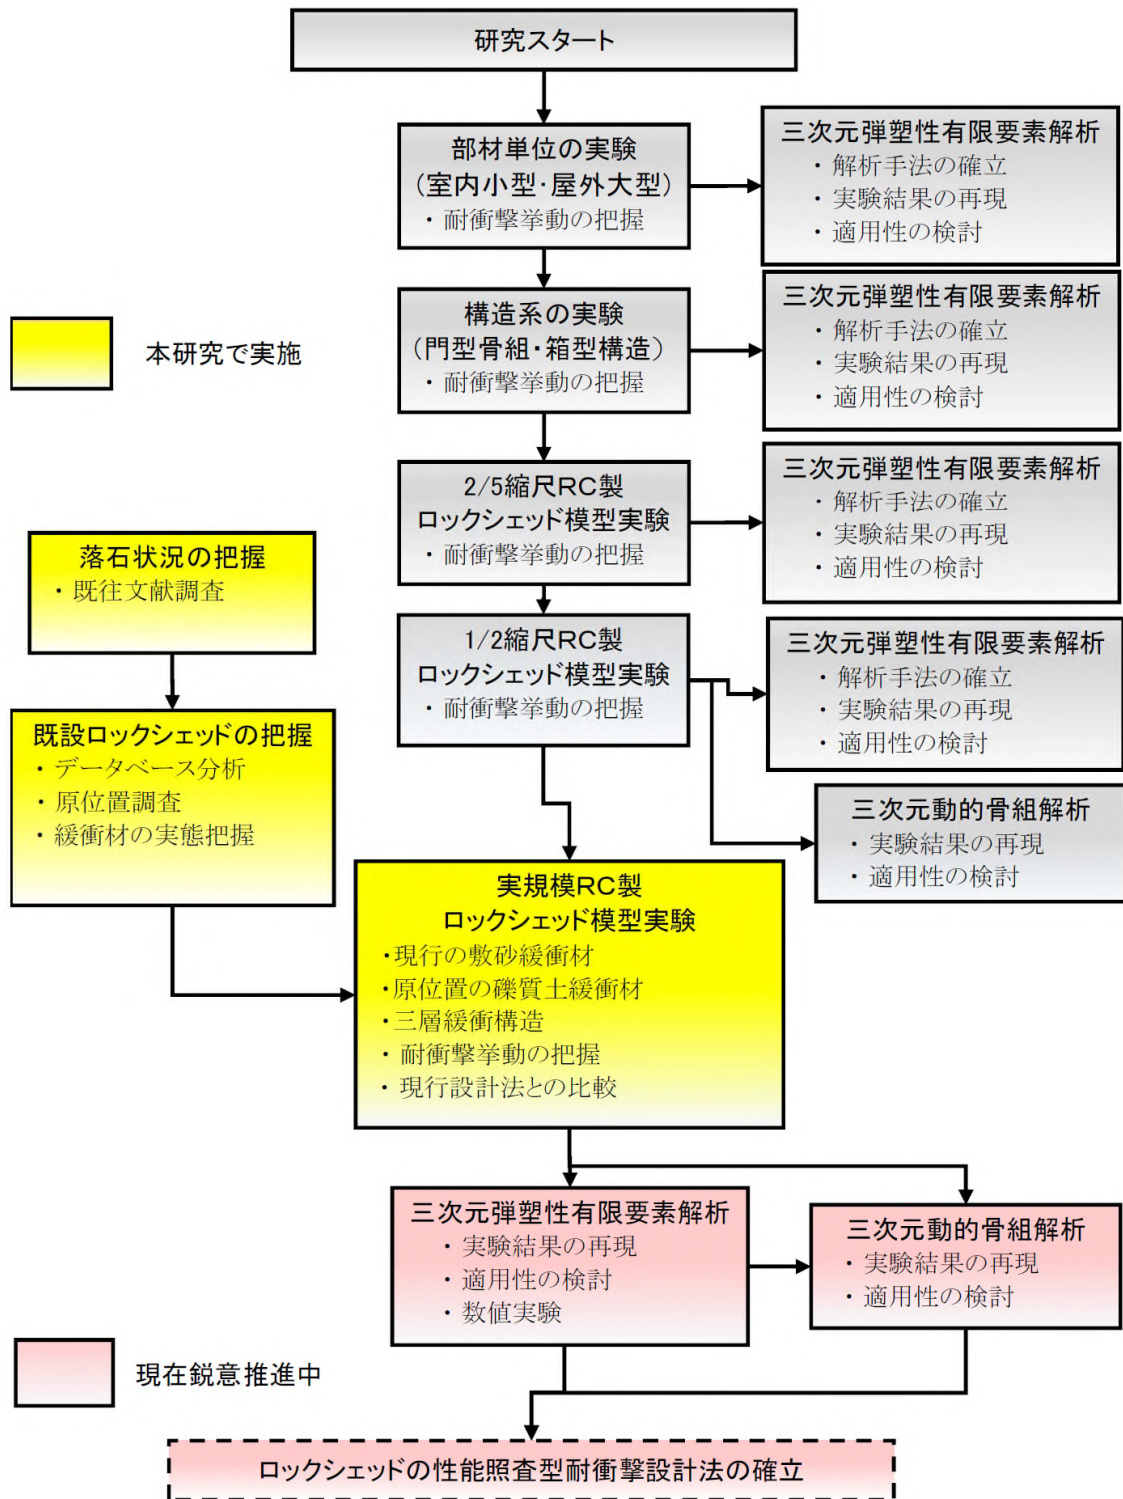 研究スタート
部材単位の実験
(室内小型・屋外大型)
・耐衝撃挙動の把握
三次元弾塑性有限要素解析
・解析手法の確立
・実験結果の再現
・適用性の検討
構造系の実験
(門型骨組・箱型構造)
・耐衝撃挙動の把握
三次元弾塑性有限要素解析
・解析手法の確立
・実験結果の再現
・適用性の検討
本研究で実施
2/5縮尺RC製
ロックシェッド模型実験
・耐衝撃挙動の把握
三次元弾塑性有限要素解析
・解析手法の確立
・実験結果の再現
・適用性の検討
落石状況の把握
・既往文献調査
1/2縮尺RC製
ロックシェッド模型実験
・耐衝撃挙動の把握
三次元弾塑性有限要素解析
・解析手法の確立
・実験結果の再現
・適用性の検討
既設ロックシェッドの把握
・データベース分析
・原位置調査
・緩衝材の実態把握
三次元動的骨組解析
・実験結果の再現
・適用性の検討
実規模RC製
ロックシェッド模型実験
・現行の敷砂緩衝材
・原位置の礫質土緩衝材
・三層緩衝構造
・耐衝撃挙動の把握
・現行設計法との比較
三次元弾塑性有限要素解析
・実験結果の再現
・適用性の検討
・数値実験
三次元動的骨組解析
・実験結果の再現
・適用性の検討
現在鋭意推進中
ロックシェッドの性能照査型耐衝撃設計法の確立